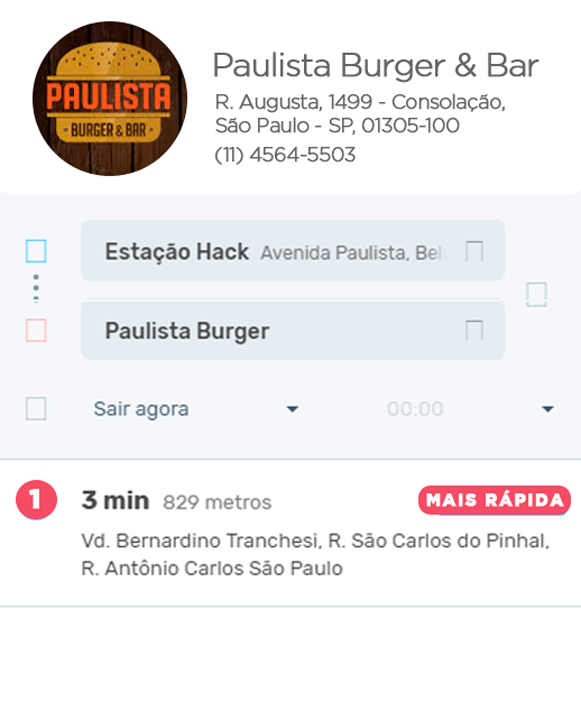 PAULISTA
BURGER & BAR
Paulista Burger & Bar
R. Augusta, 1499 - Consolação,
São Paulo - SP, 01305-100
(11) 4564-5503
Estação Hack Avenida Paulista, Bel
Paulista Burger
Sair agora 00:00
1 3 min 829 metros MAIS RÁPIDA
Vd. Bernardino Tranchesi, R. São Carlos do Pinhal,
R. Antônio Carlos São Paulo